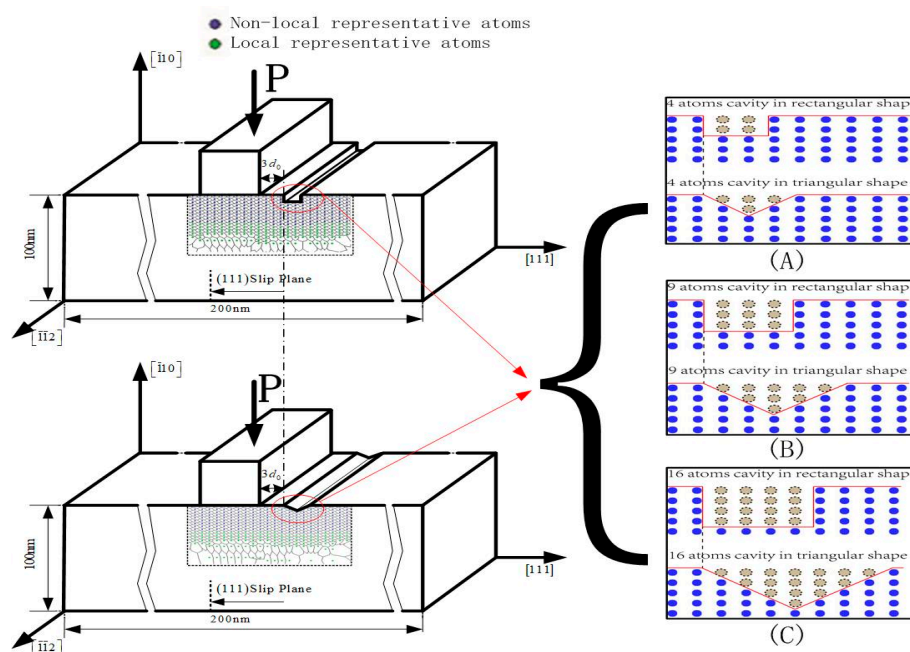 Non-local representative atoms
Local representative atoms
[1̄10]
P
3d₀
100nm
(111)Slip Plane
200nm
[111]
[1̄1̄2]
[1̄10]
P
3d₀
100nm
(111)Slip Plane
200nm
[111]
[1̄1̄2]
4 atoms cavity in rectangular shape
4 atoms cavity in triangular shape
(A)
9 atoms cavity in rectangular shape
9 atoms cavity in triangular shape
(B)
16 atoms cavity in rectangular shape
16 atoms cavity in triangular shape
(C)